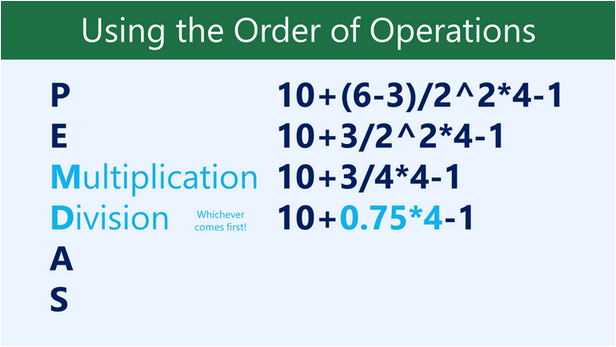 Using the Order of Operations
P 10+(6-3)/2^2*4-1
E 10+3/2^2*4-1
Multiplication 10+3/4*4-1
Division Whichever comes first! 10+0.75*4-1
A
S